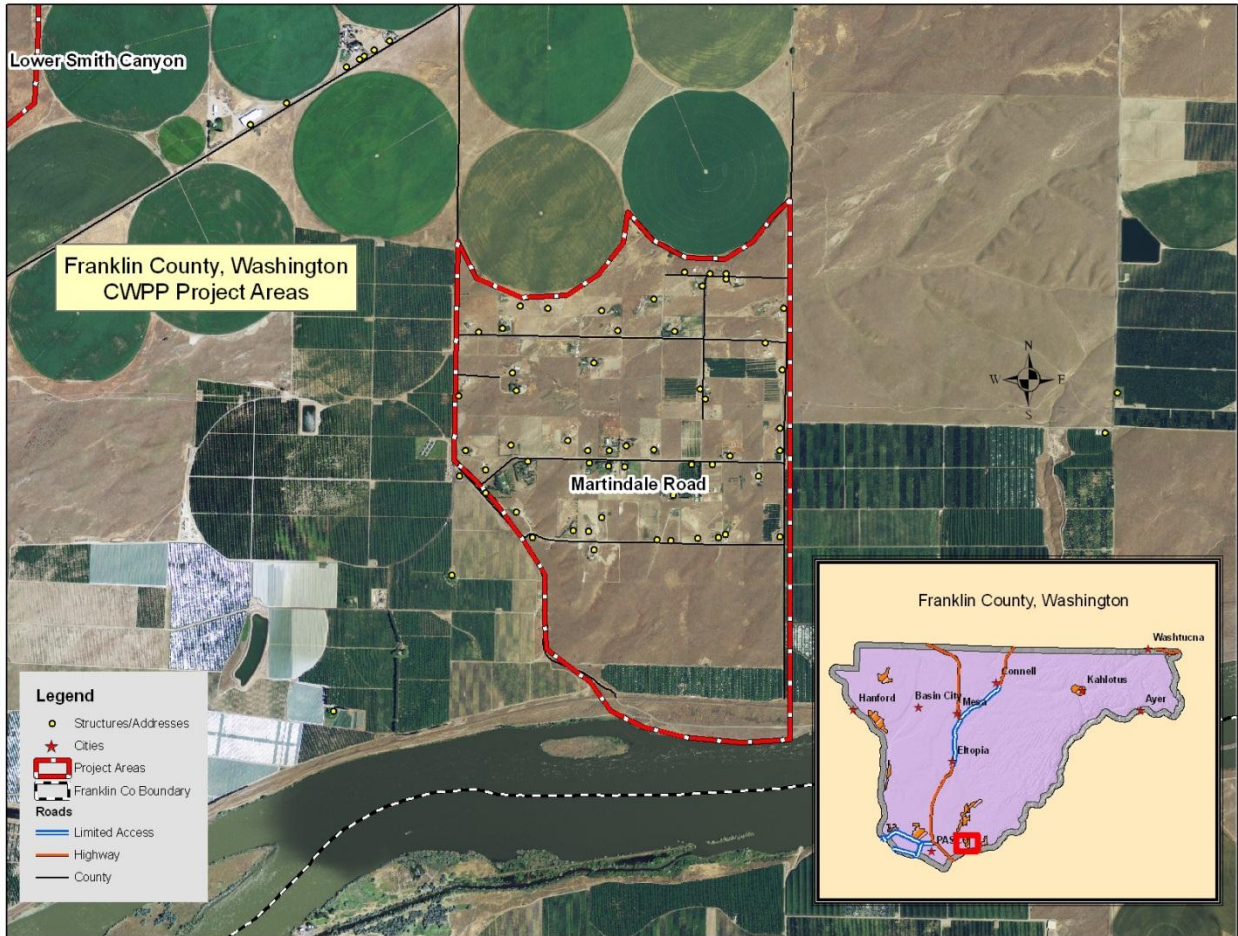 Lower Smith Canyon
Franklin County, Washington
CWPP Project Areas
N
W E
S
Martindale Road
Legend
Structures/Addresses
Cities
Project Areas
Franklin Co Boundary
Roads
Limited Access
Highway
County
Franklin County, Washington
Washtucna
Connell
Kahlotus
Hanford
Basin City
Mesa
Ayer
Eltopia